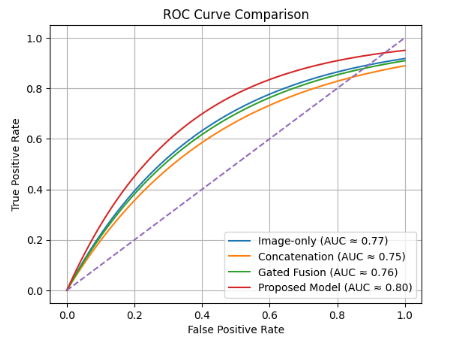 ROC Curve Comparison
True Positive Rate
1.0
0.8
0.6
0.4
0.2
0.0
Image-only (AUC ≈ 0.77)
Concatenation (AUC ≈ 0.75)
Gated Fusion (AUC ≈ 0.76)
Proposed Model (AUC ≈ 0.80)
0.0 0.2 0.4 0.6 0.8 1.0
False Positive Rate